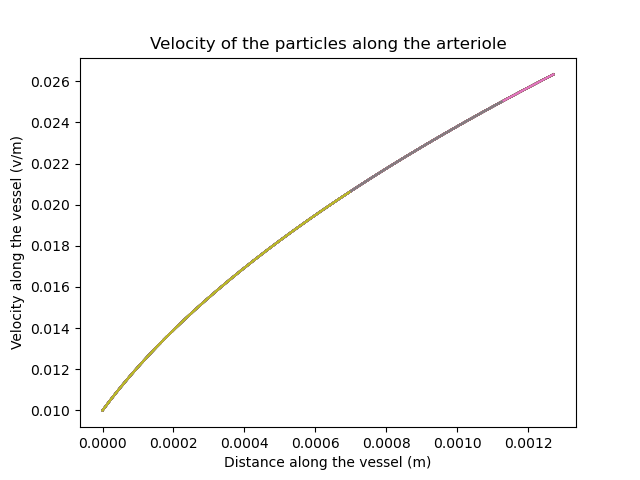 Velocity of the particles along the arteriole
Velocity along the vessel (v/m)
0.026
0.024
0.022
0.020
0.018
0.016
0.014
0.012
0.010
0.0000 0.0002 0.0004 0.0006 0.0008 0.0010 0.0012
Distance along the vessel (m)